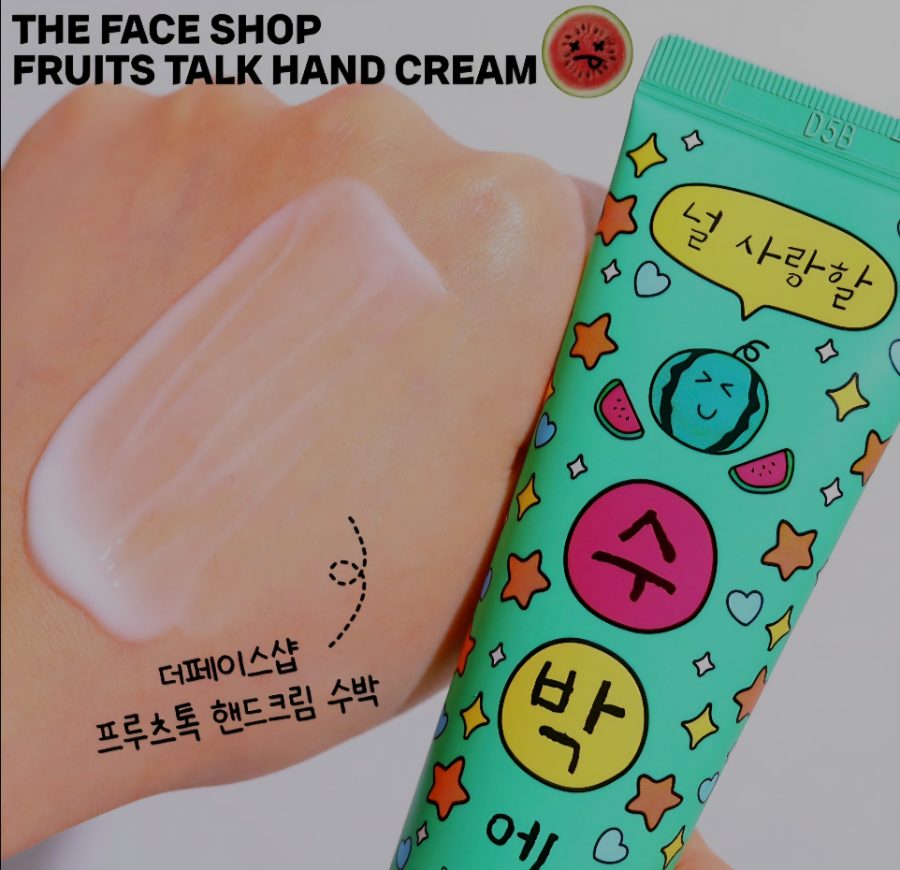 THE FACE SHOP
FRUITS TALK HAND CREAM
D5B
널 사랑할
수
박
에
더페이스샵
프루츠톡 핸드크림 수박